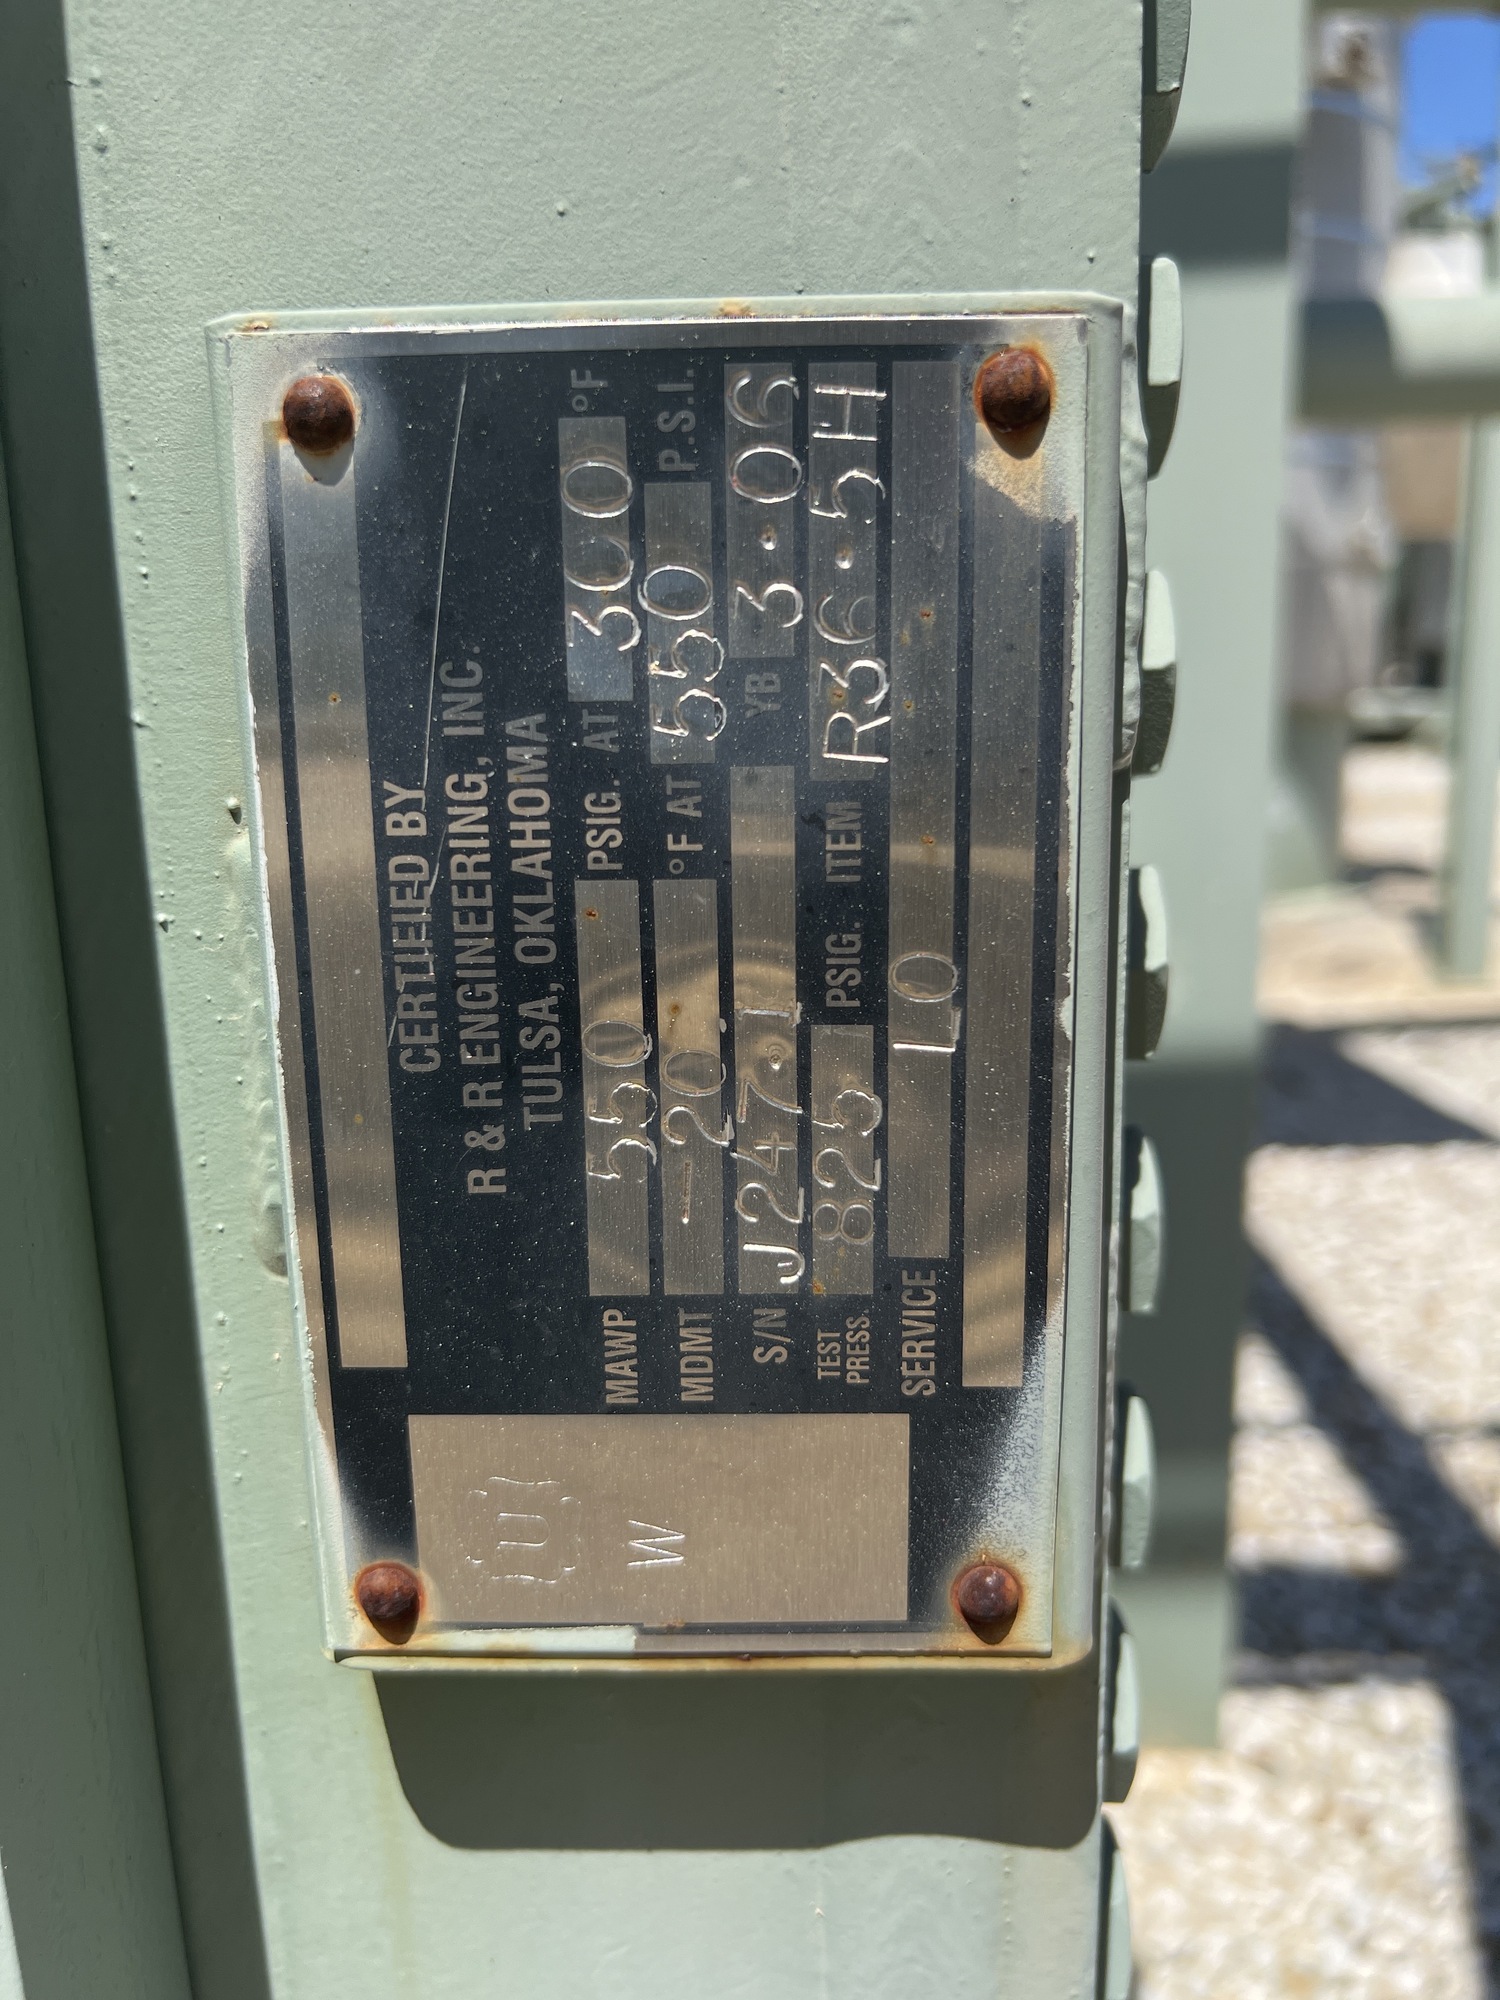 CERTIFIED BY
R & R ENGINEERING, INC.
TULSA, OKLAHOMA
U
W
MAWP 550 PSIG. AT 300 °F
MDMT -20. °F AT 550 P.S.I.
S/N J247.1 YB 3.06
TEST PRESS. 825 PSIG. ITEM R36.5H
SERVICE LO